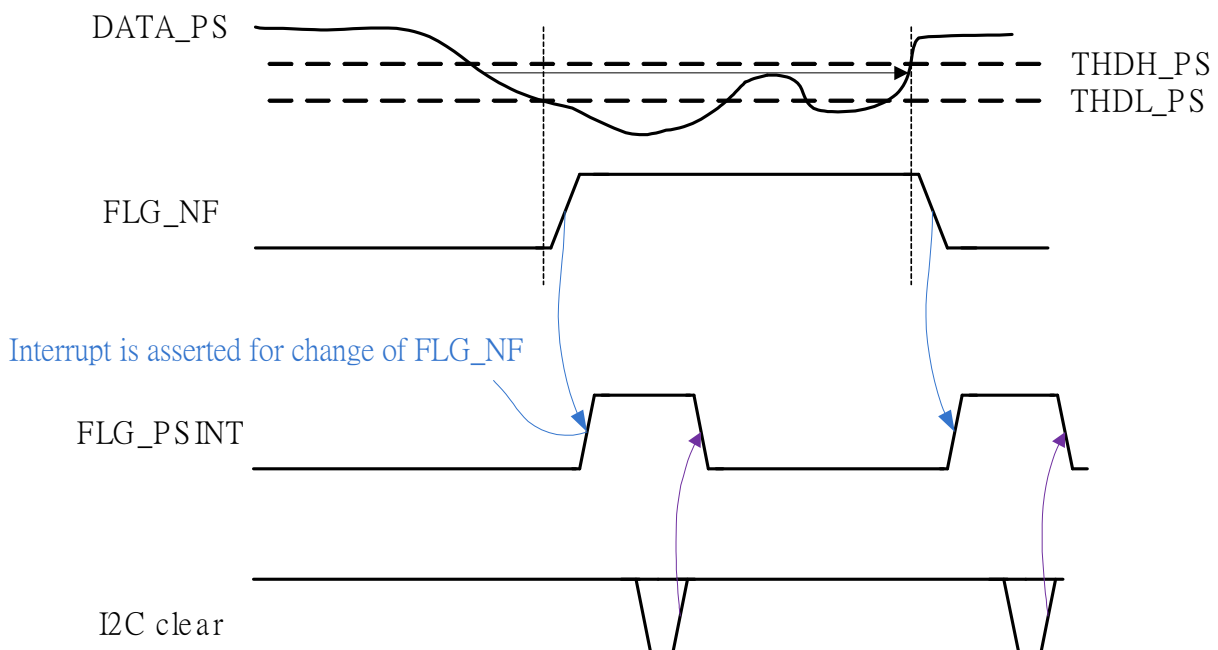 DATA_PS
THDH_PS
THDL_PS
FLG_NF
Interrupt is asserted for change of FLG_NF
FLG_PSINT
I2C clear